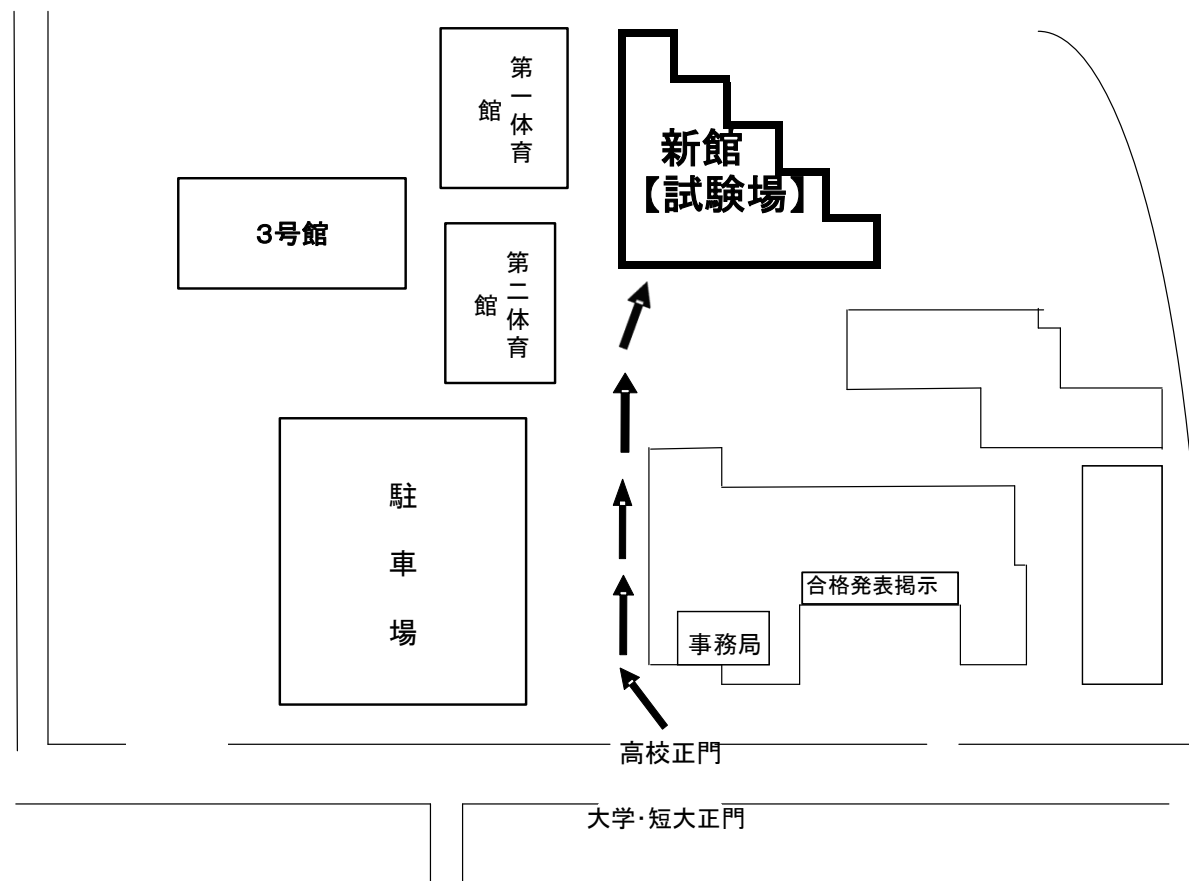 第一体育
館
新館
【試験場】
3号館
第二体育
館
駐
車
場
合格発表掲示
事務局
高校正門
大学・短大正門